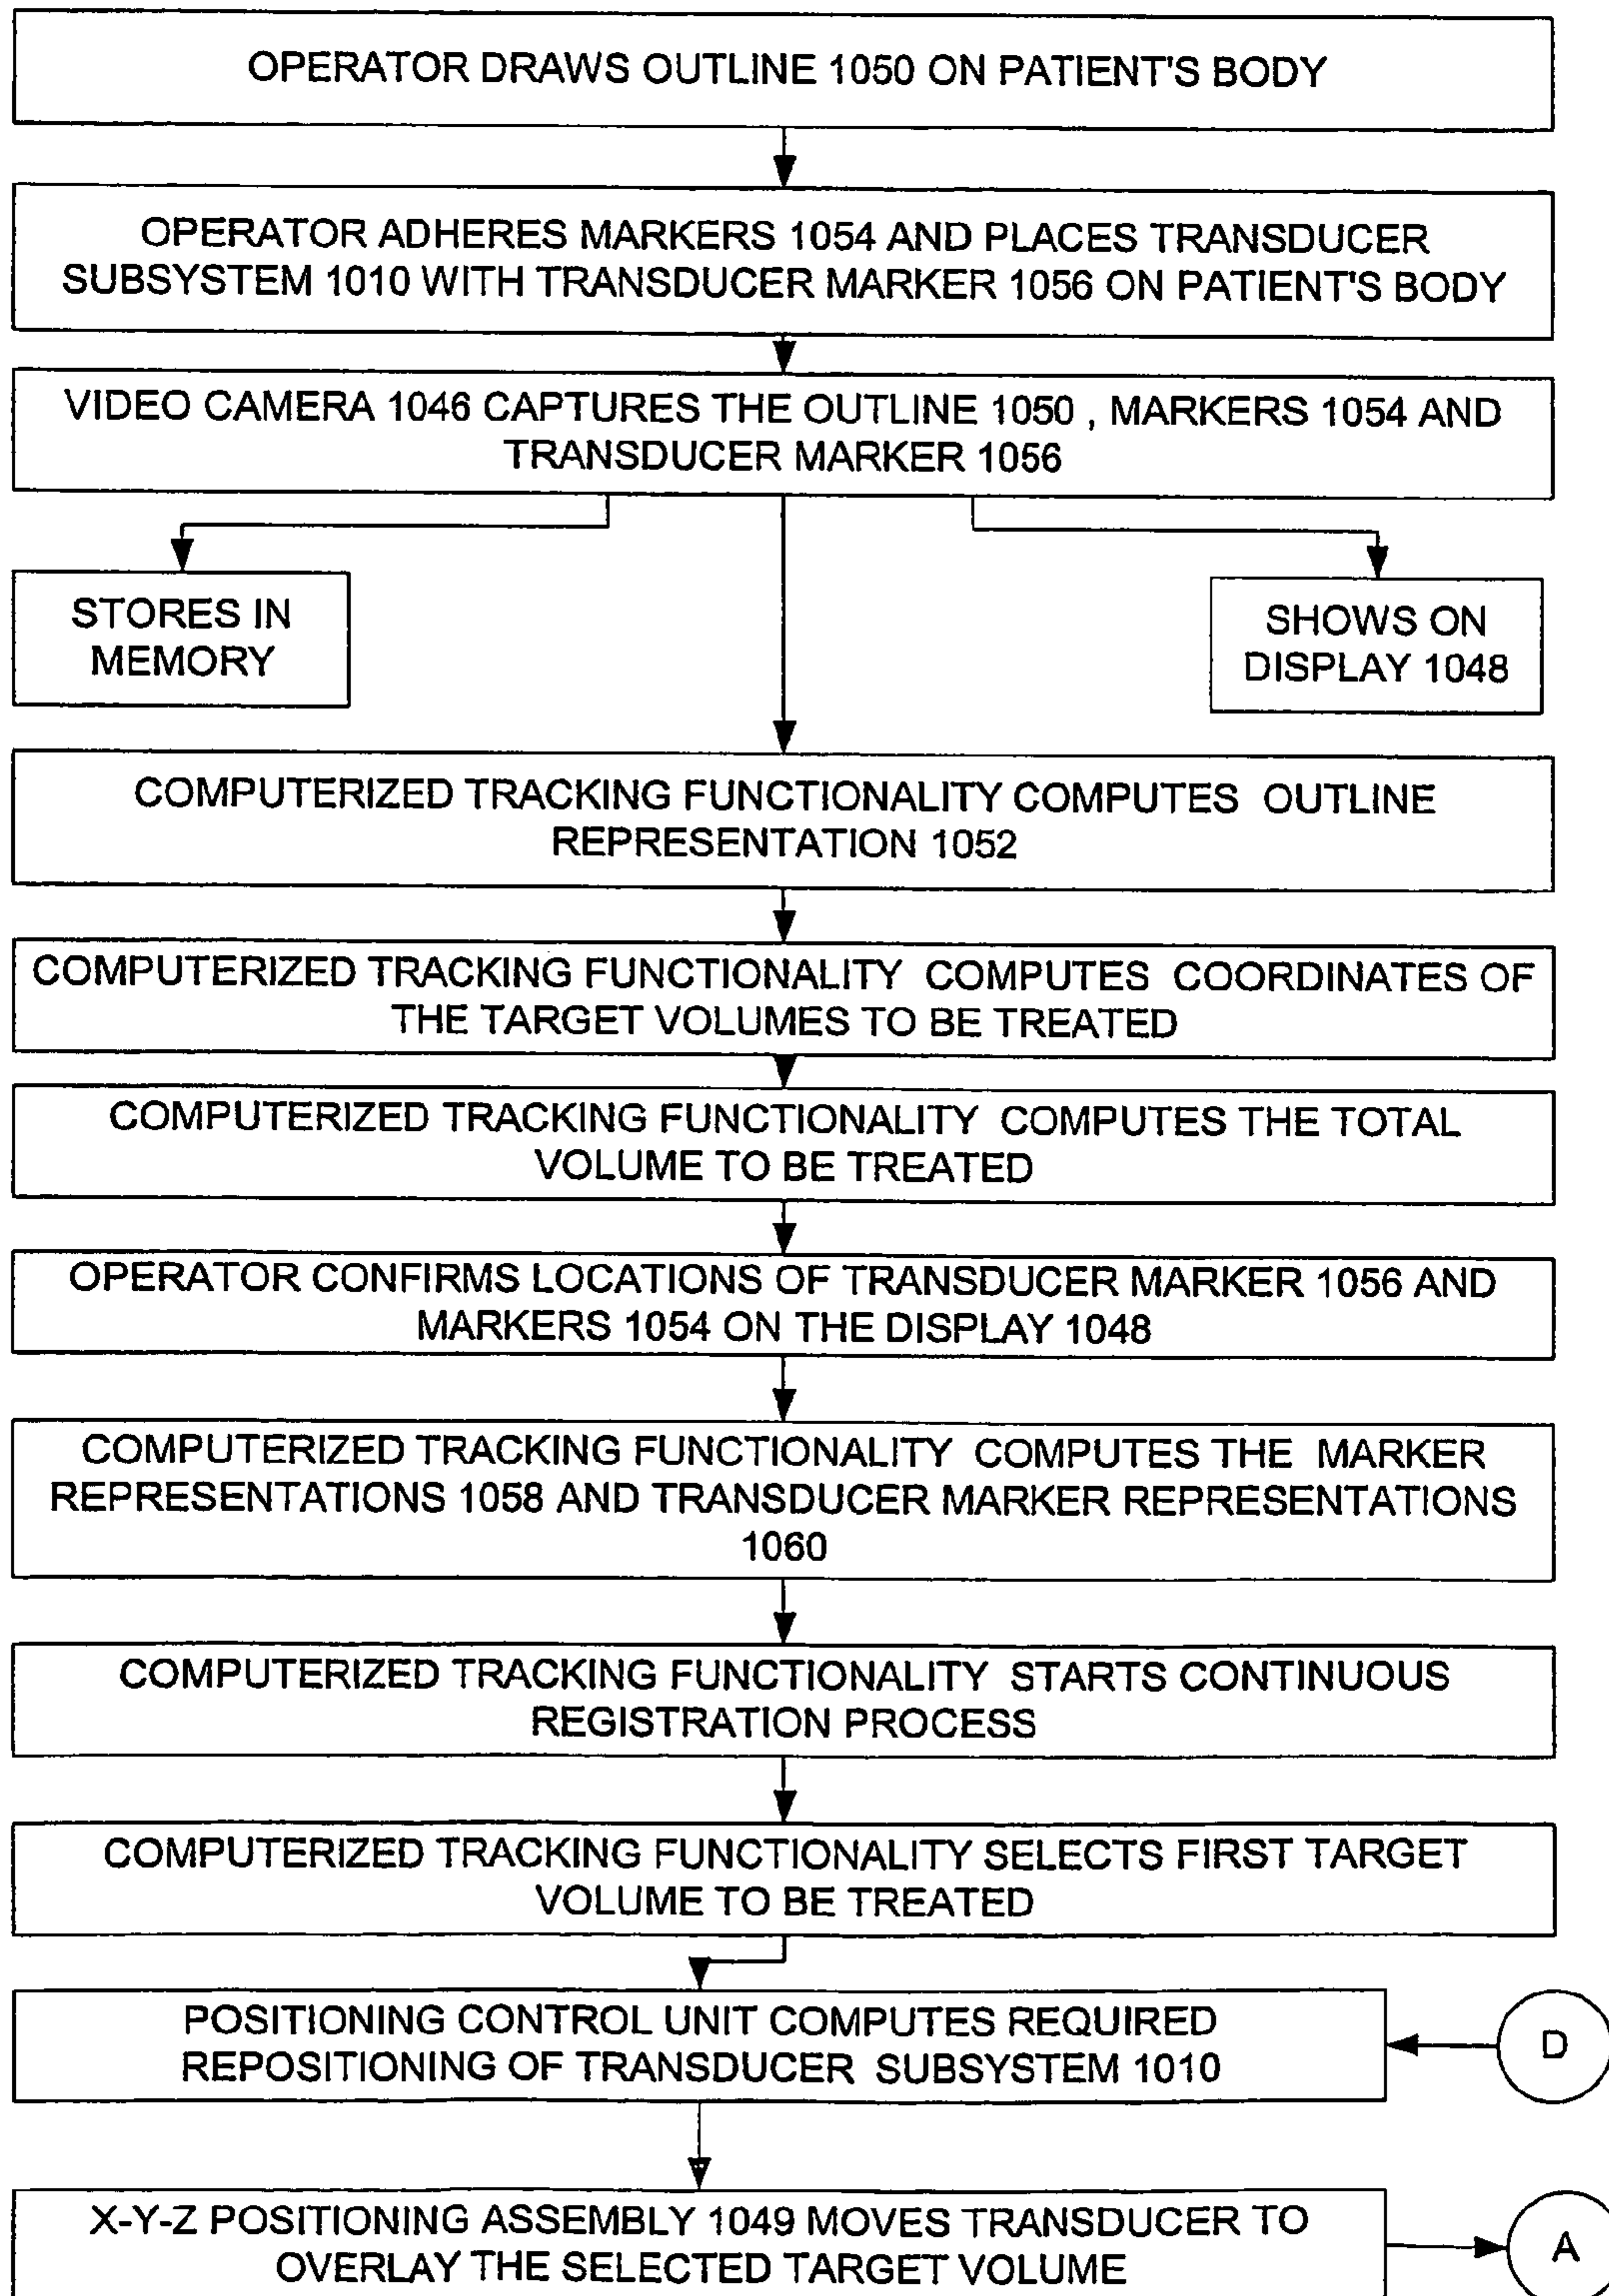 OPERATOR DRAWS OUTLINE 1050 ON PATIENT'S BODY
OPERATOR ADHERES MARKERS 1054 AND PLACES TRANSDUCER
SUBSYSTEM 1010 WITH TRANSDUCER MARKER 1056 ON PATIENT'S BODY
VIDEO CAMERA 1046 CAPTURES THE OUTLINE 1050 , MARKERS 1054 AND
TRANSDUCER MARKER 1056
STORES IN
MEMORY
SHOWS ON
DISPLAY 1048
COMPUTERIZED TRACKING FUNCTIONALITY COMPUTES OUTLINE
REPRESENTATION 1052
COMPUTERIZED TRACKING FUNCTIONALITY COMPUTES COORDINATES OF
THE TARGET VOLUMES TO BE TREATED
COMPUTERIZED TRACKING FUNCTIONALITY COMPUTES THE TOTAL
VOLUME TO BE TREATED
OPERATOR CONFIRMS LOCATIONS OF TRANSDUCER MARKER 1056 AND
MARKERS 1054 ON THE DISPLAY 1048
COMPUTERIZED TRACKING FUNCTIONALITY COMPUTES THE MARKER
REPRESENTATIONS 1058 AND TRANSDUCER MARKER REPRESENTATIONS
1060
COMPUTERIZED TRACKING FUNCTIONALITY STARTS CONTINUOUS
REGISTRATION PROCESS
COMPUTERIZED TRACKING FUNCTIONALITY SELECTS FIRST TARGET
VOLUME TO BE TREATED
POSITIONING CONTROL UNIT COMPUTES REQUIRED
REPOSITIONING OF TRANSDUCER SUBSYSTEM 1010
D
X-Y-Z POSITIONING ASSEMBLY 1049 MOVES TRANSDUCER TO
OVERLAY THE SELECTED TARGET VOLUME
A